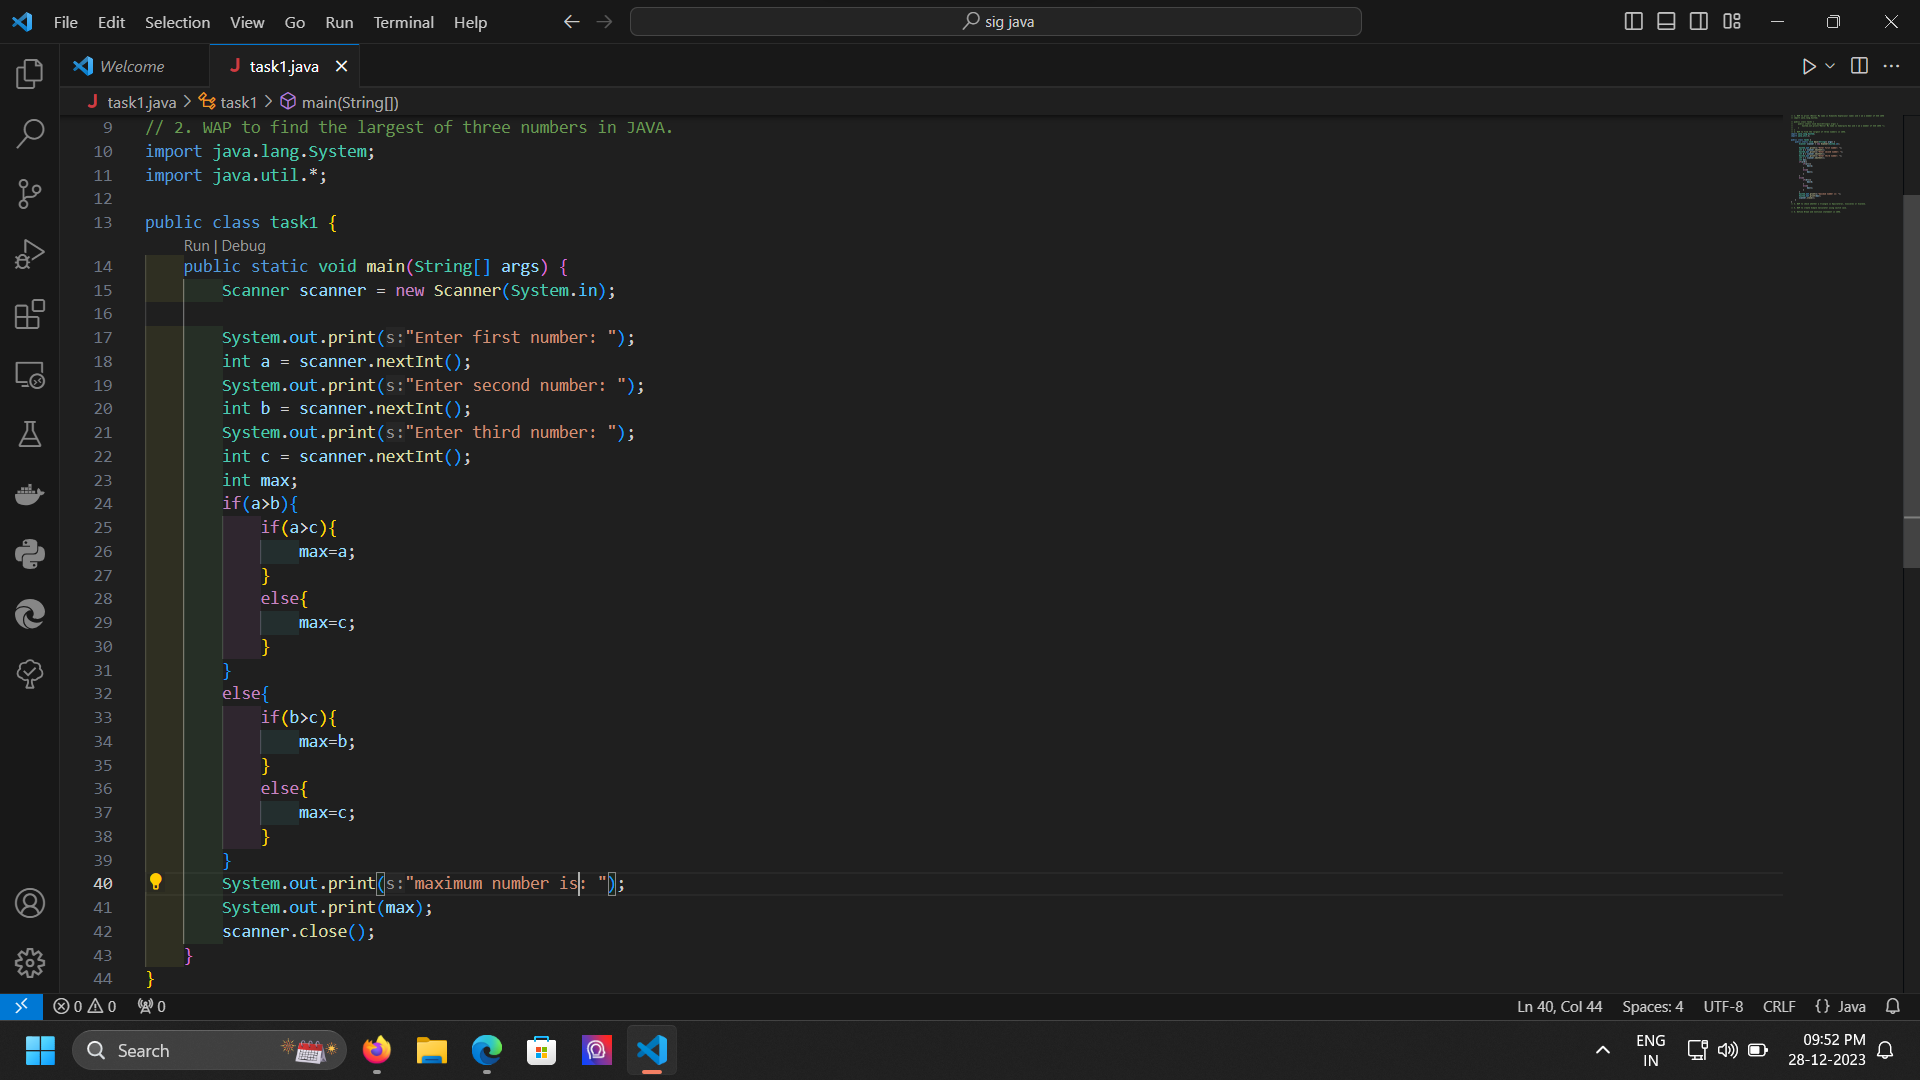 File Edit Selection View Go Run Terminal Help
sig java
Welcome
J task1.java
J task1.java > task1 > main(String[])
9 // 2. WAP to find the largest of three numbers in JAVA.
10 import java.lang.System;
11 import java.util.*;
12
13 public class task1 {
Run | Debug
14 public static void main(String[] args) {
15 Scanner scanner = new Scanner(System.in);
16
17 System.out.print(s:"Enter first number: ");
18 int a = scanner.nextInt();
19 System.out.print(s:"Enter second number: ");
20 int b = scanner.nextInt();
21 System.out.print(s:"Enter third number: ");
22 int c = scanner.nextInt();
23 int max;
24 if(a>b){
25 if(a>c){
26 max=a;
27 }
28 else{
29 max=c;
30 }
31 }
32 else{
33 if(b>c){
34 max=b;
35 }
36 else{
37 max=c;
38 }
39 }
40 System.out.print(s:"maximum number is: ");
41 System.out.print(max);
42 scanner.close();
43 }
44 }
0 0 0
Ln 40, Col 44 Spaces: 4 UTF-8 CRLF {} Java
Search
ENG
IN
09:52 PM
28-12-2023